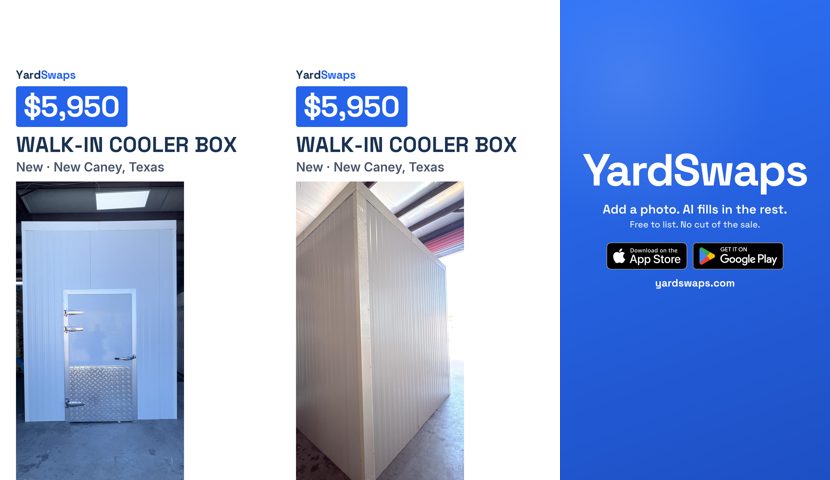 YardSwaps
$5,950
WALK-IN COOLER BOX
New · New Caney, Texas
YardSwaps
$5,950
WALK-IN COOLER BOX
New · New Caney, Texas
YardSwaps
Add a photo. AI fills in the rest.
Free to list. No cut of the sale.
Download on the
App Store
GET IT ON
Google Play
yardswaps.com